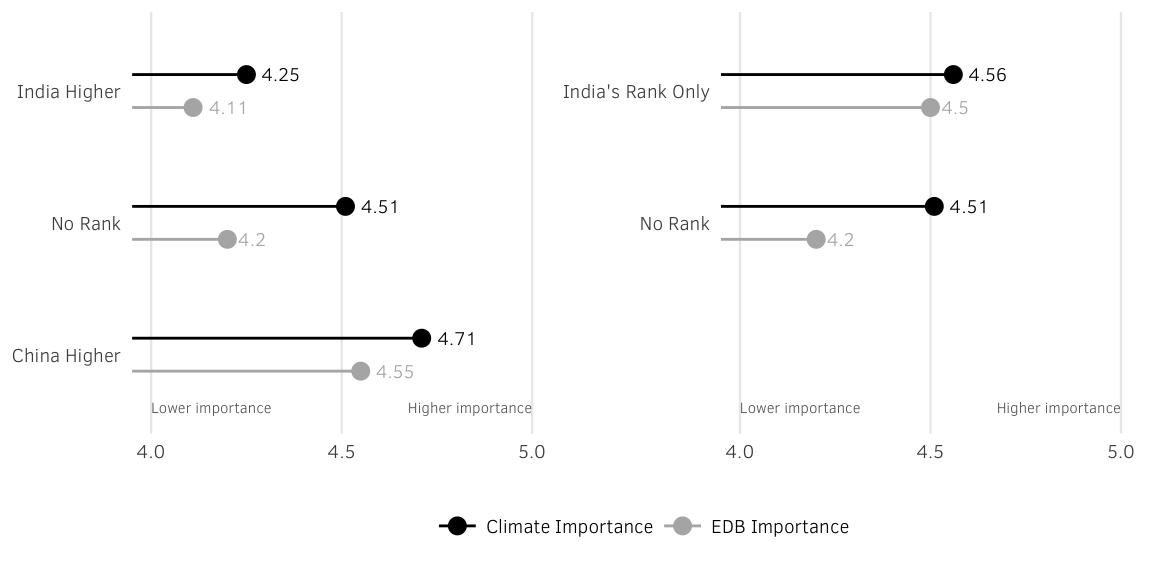 India Higher
4.25
4.11
No Rank
4.51
4.2
China Higher
4.71
4.55
Lower importance
Higher importance
4.0
4.5
5.0
India's Rank Only
4.56
4.5
No Rank
4.51
4.2
Lower importance
Higher importance
4.0
4.5
5.0
Climate Importance
EDB Importance